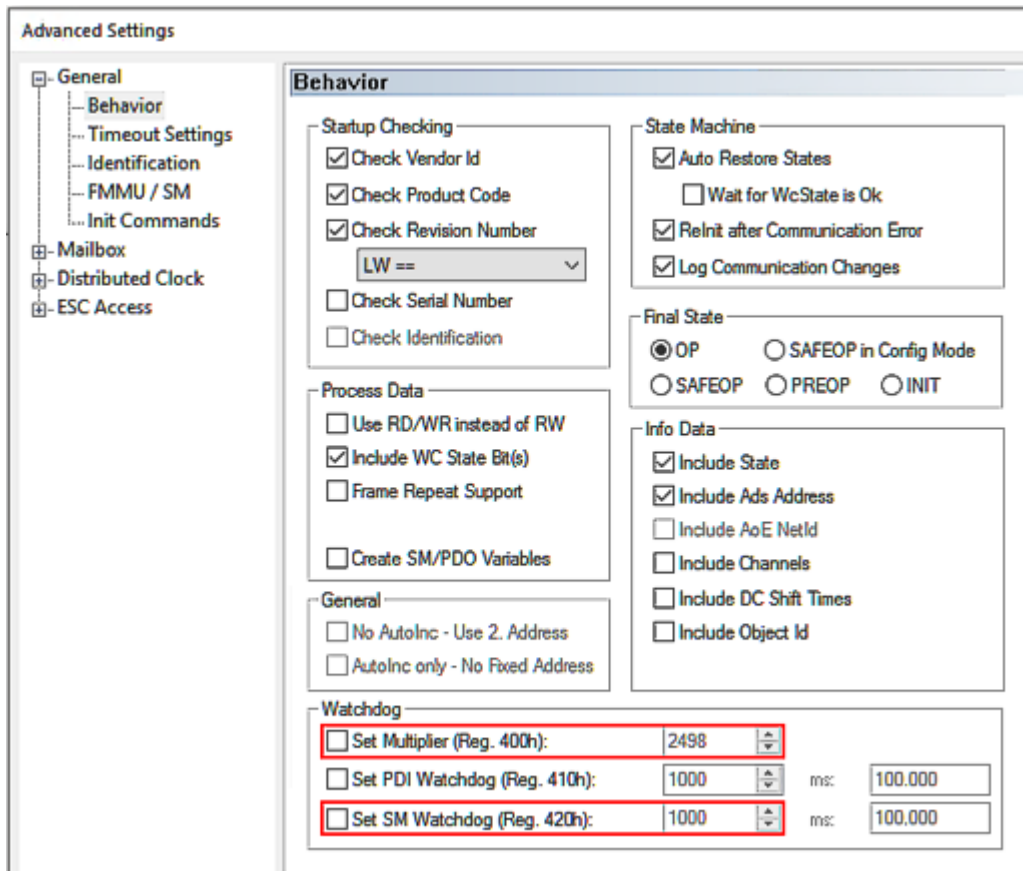 Advanced Settings
General
Behavior
Timeout Settings
Identification
FMMU / SM
Init Commands
Mailbox
Distributed Clock
ESC Access
Behavior
Startup Checking
Check Vendor Id
Check Product Code
Check Revision Number
LW ==
Check Serial Number
Check Identification
Process Data
Use RD/WR instead of RW
Include WC State Bit(s)
Frame Repeat Support
Create SM/PDO Variables
General
No AutoInc - Use 2. Address
AutoInc only - No Fixed Address
State Machine
Auto Restore States
Wait for WcState is Ok
ReInit after Communication Error
Log Communication Changes
Final State
OP SAFEOP in Config Mode
SAFEOP PREOP INIT
Info Data
Include State
Include Ads Address
Include AoE NetId
Include Channels
Include DC Shift Times
Include Object Id
Watchdog
Set Multiplier (Reg. 400h): 2498
Set PDI Watchdog (Reg. 410h): 1000 ms: 100.000
Set SM Watchdog (Reg. 420h): 1000 ms: 100.000